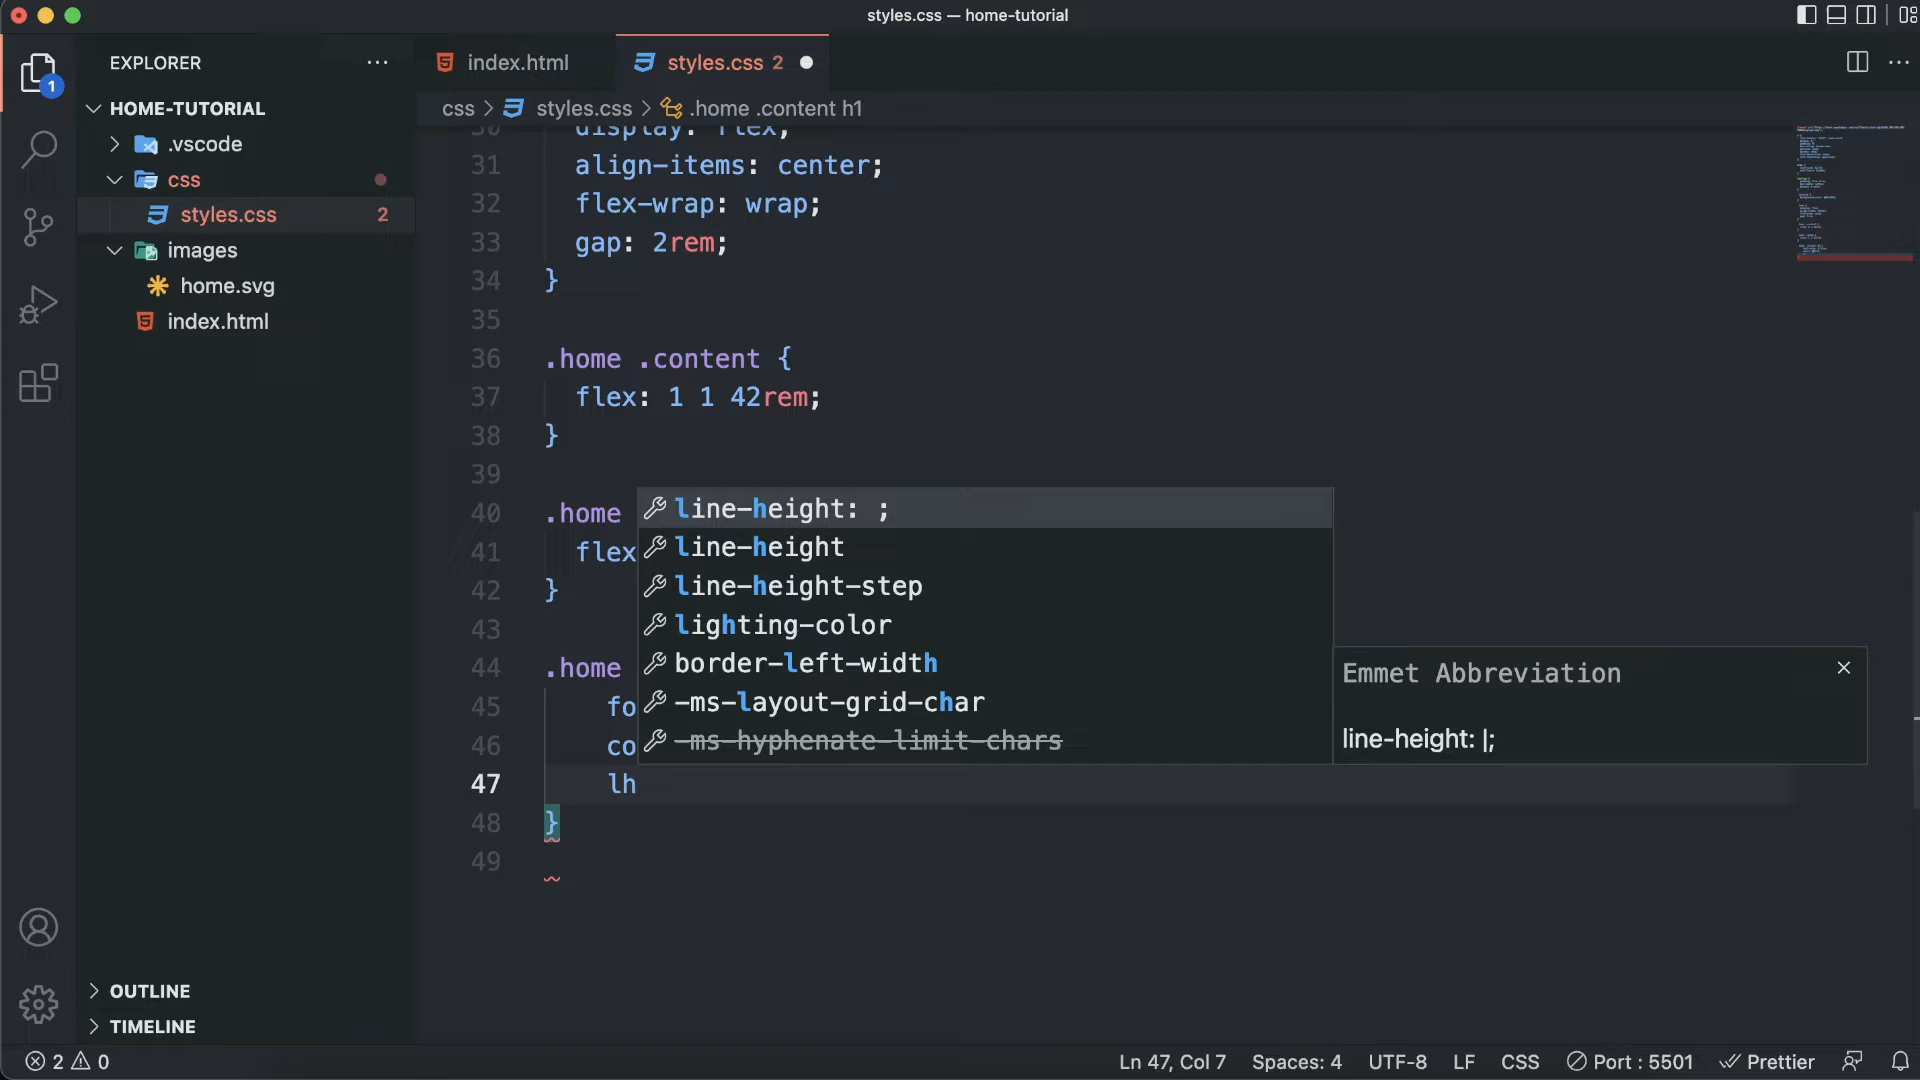 styles.css — home-tutorial
EXPLORER
index.html
styles.css 2
HOME-TUTORIAL
css > styles.css > .home .content h1
.vscode
css
styles.css 2
images
home.svg
index.html
OUTLINE
TIMELINE
30 display: flex;
31 align-items: center;
32 flex-wrap: wrap;
33 gap: 2rem;
34 }
35
36 .home .content {
37 flex: 1 1 42rem;
38 }
39
40 .home
41 flex
42 }
43
44 .home
45 fo
46 co
47 lh
48 }
49
line-height: ;
line-height
line-height-step
lighting-color
border-left-width
-ms-layout-grid-char
-ms-hyphenate-limit-chars
Emmet Abbreviation
line-height: |;
1
2 0
Ln 47, Col 7 Spaces: 4 UTF-8 LF CSS Port : 5501 Prettier